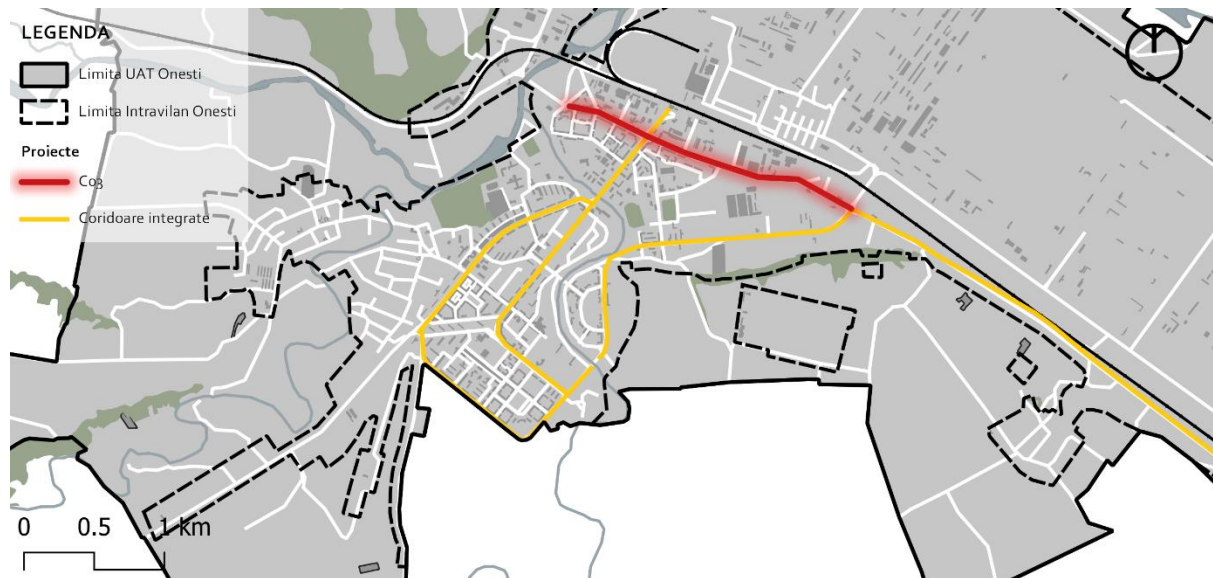 LEGENDA
Limita UAT Onesti
Limita Intravilan Onesti
Proiecte
Co3
Coridoare integrate
0 0.5 1 km